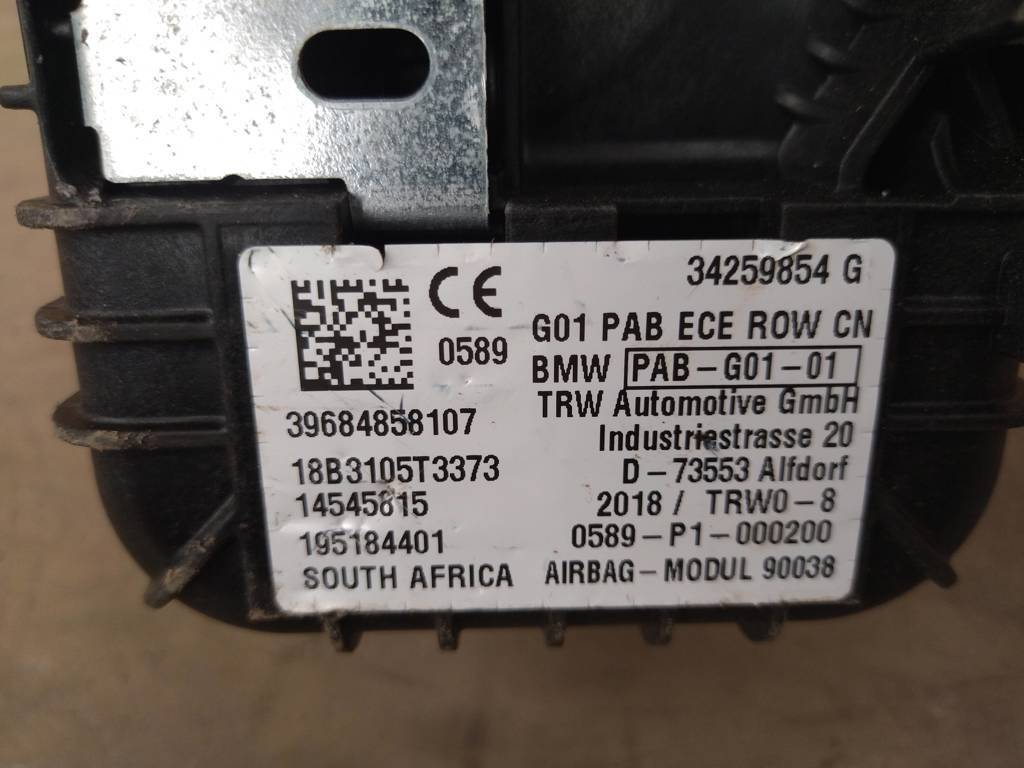 34259854 G
CE
0589
G01 PAB ECE ROW CN
BMW PAB-G01-01
TRW Automotive GmbH
39684858107
Industriestrasse 20
18B3105T3373
D-73553 Alfdorf
14545815
2018 / TRW0-8
195184401
0589-P1-000200
SOUTH AFRICA
AIRBAG-MODUL 90038